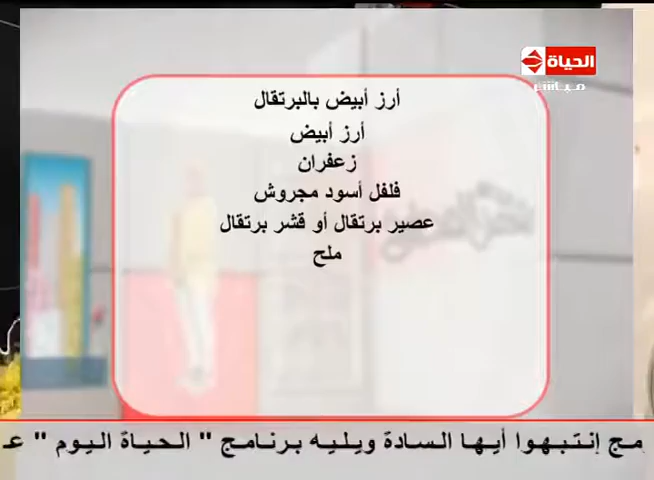 الحياة
مباشر
أرز أبيض بالبرتقال
أرز أبيض
زعفران
فلفل أسود مجروش
عصير برتقال أو قشر برتقال
ملح
مج إنتبهوا أيها السادة ويليه برنامج " الحياة اليوم " عـ